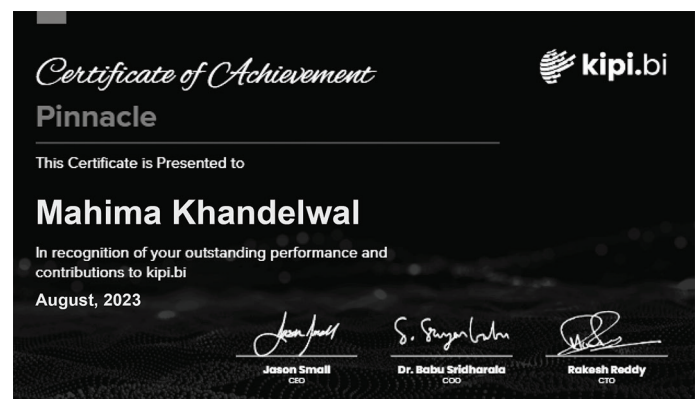 Certificate of Achievement
kipi.bi
Pinnacle
This Certificate is Presented to
Mahima Khandelwal
In recognition of your outstanding performance and
contributions to kipi.bi
August, 2023
Jason Small
CEO
Dr. Babu Sridharala
COO
Rakesh Reddy
CTO